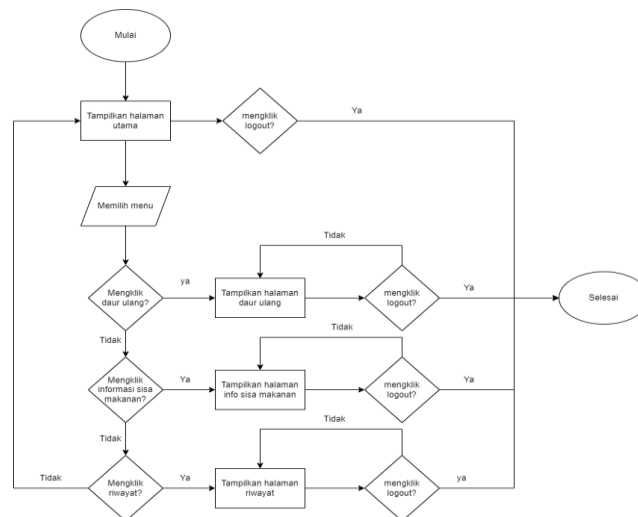 Mulai
Tampilkan halaman
utama
mengklik
logout?
Ya
Memilih menu
Tidak
Mengklik
daur ulang?
ya
Tampilkan halaman
daur ulang
mengklik
logout?
Ya
Selesai
Tidak
Tidak
Mengklik
informasi sisa
makanan?
Ya
Tampilkan halaman
info sisa makanan
mengklik
logout?
Ya
Tidak
Tidak
Tidak
Mengklik
riwayat?
Ya
Tampilkan halaman
riwayat
mengklik
logout?
ya